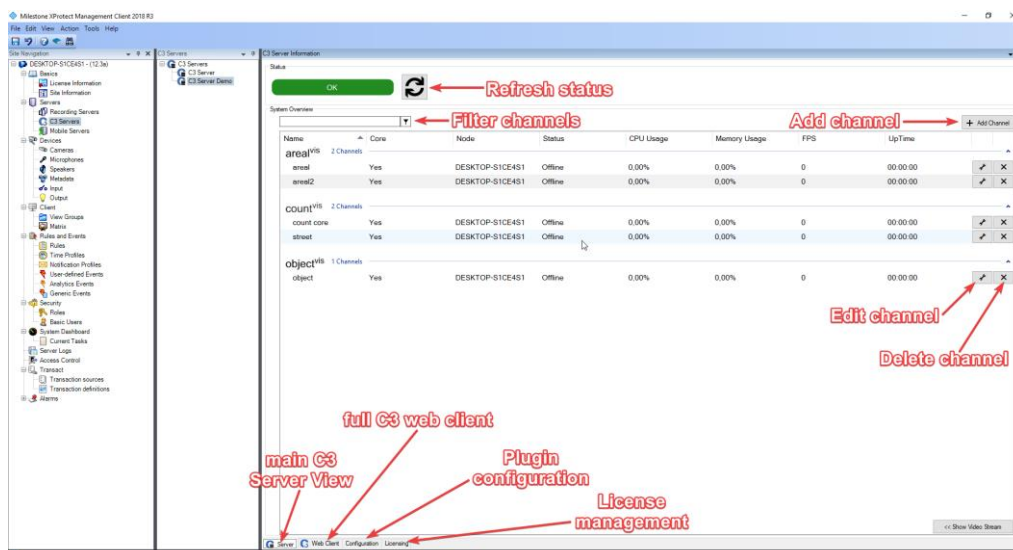 Milestone XProtect Management Client 2018 R3
File Edit View Action Tools Help
Site Navigation
DESKTOP-S1CE4S1 - (12.3a)
Basics
License Information
Site Information
Servers
Recording Servers
C3 Servers
Mobile Servers
Devices
Cameras
Microphones
Speakers
Metadata
Input
Output
Client
View Groups
Matrix
Rules and Events
Rules
Time Profiles
Notification Profiles
User-defined Events
Analytics Events
Generic Events
Security
Roles
Basic Users
System Dashboard
Current Tasks
Server Logs
Access Control
Transact
Transaction sources
Transaction definitions
Alarms
C3 Servers
C3 Servers
C3 Server
C3 Server Demo
C3 Server Information
Status
OK
Refresh status
System Overview
Filter channels
Add channel
+ Add Channel
Name Core Node Status CPU Usage Memory Usage FPS UpTime
arealvis 2 Channels
areal Yes DESKTOP-S1CE4S1 Offline 0,00% 0,00% 0 00:00:00
areal2 Yes DESKTOP-S1CE4S1 Offline 0,00% 0,00% 0 00:00:00
countvis 2 Channels
count core Yes DESKTOP-S1CE4S1 Offline 0,00% 0,00% 0 00:00:00
street Yes DESKTOP-S1CE4S1 Offline 0,00% 0,00% 0 00:00:00
objectvis 1 Channels
object Yes DESKTOP-S1CE4S1 Offline 0,00% 0,00% 0 00:00:00
Edit channel
Delete channel
full C3 web client
main C3
Server View
Plugin
configuration
License
management
<< Show Video Stream
Server Web Client Configuration Licensing